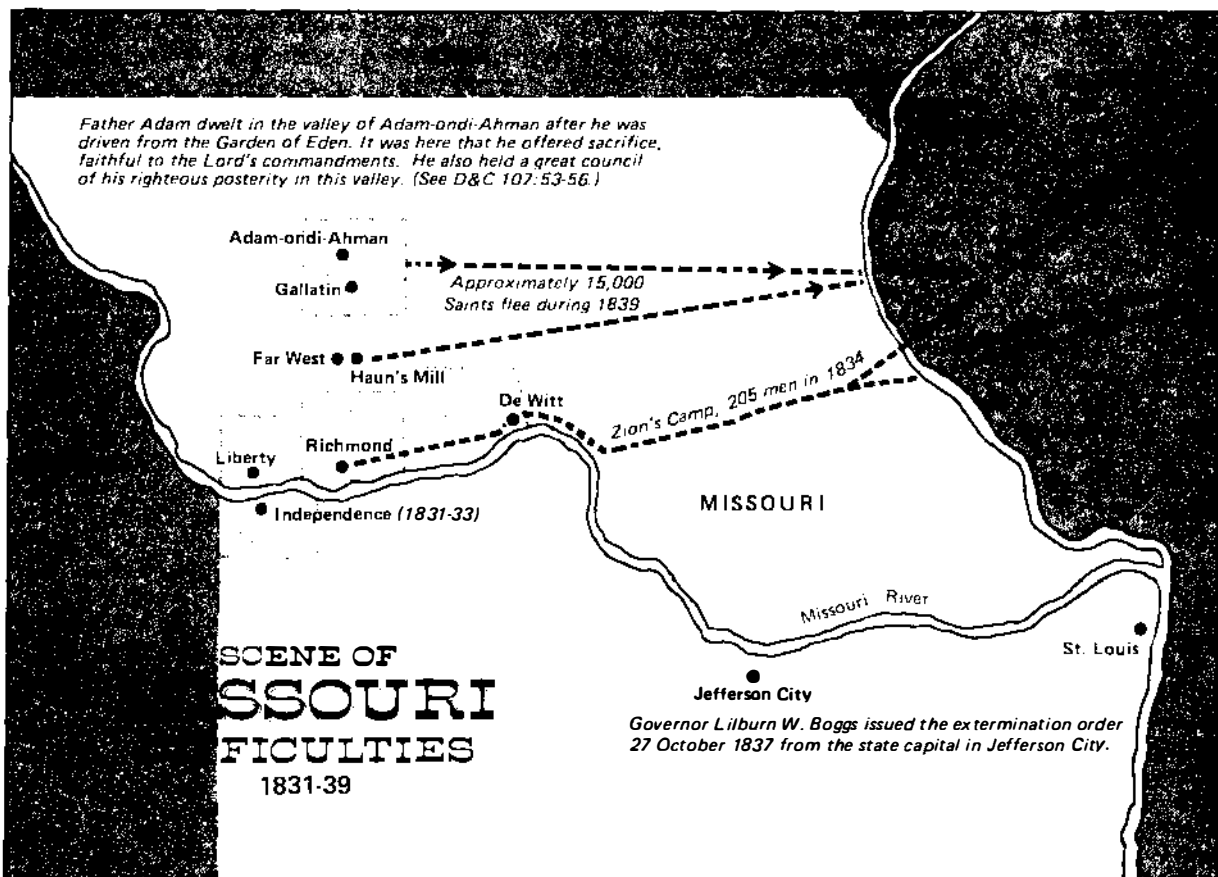 Father Adam dwelt in the valley of Adam-ondi-Ahman after he was
driven from the Garden of Eden. It was here that he offered sacrifice,
faithful to the Lord's commandments. He also held a great council
of his righteous posterity in this valley. (See D&C 107:53-56.)
Adam-ondi-Ahman
Gallatin
Approximately 15,000
Saints flee during 1839
Far West
Haun's Mill
De Witt
Zion's Camp, 205 men in 1834
Richmond
Liberty
Independence (1831-33)
MISSOURI
Missouri River
St. Louis
Jefferson City
Governor Lilburn W. Boggs issued the extermination order
27 October 1837 from the state capital in Jefferson City.
SCENE OF
SSOURI
FICULTIES
1831-39